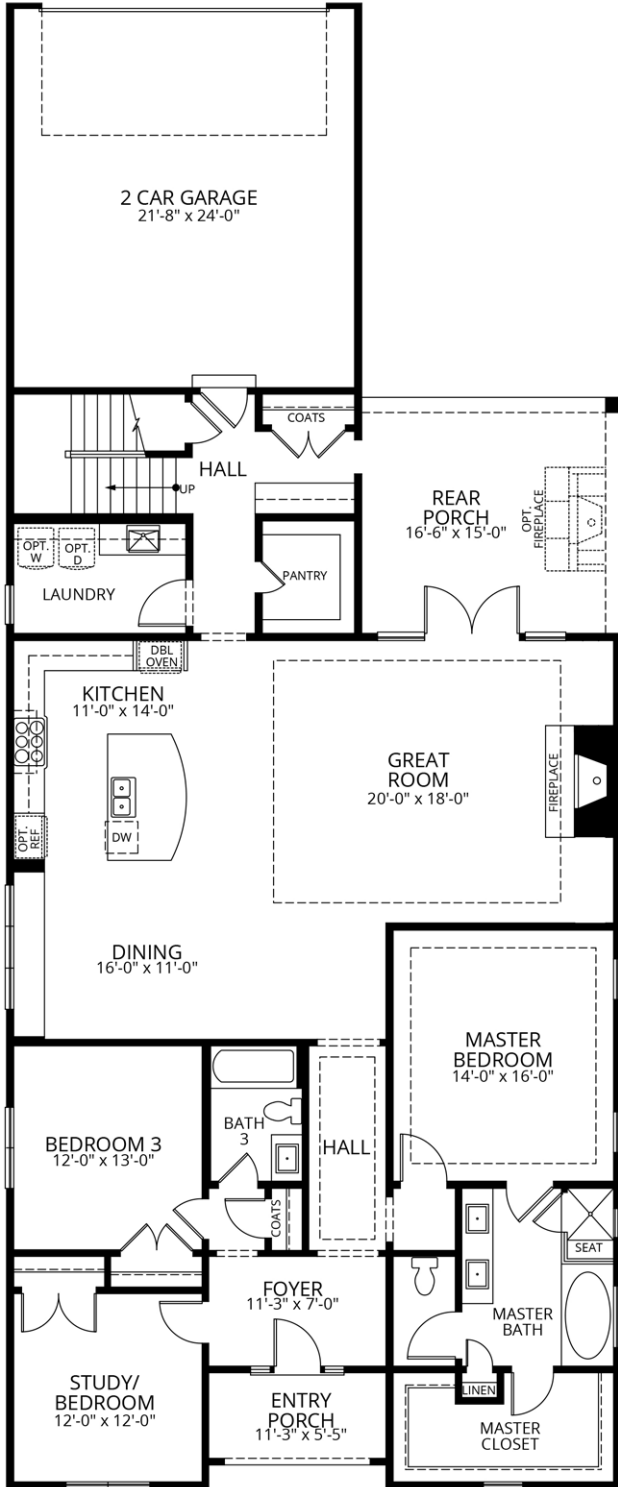 2 CAR GARAGE
21'-8" x 24'-0"
COATS
HALL
UP
REAR
PORCH
16'-6" x 15'-0"
OPT.
FIREPLACE
OPT.
W
OPT.
D
LAUNDRY
PANTRY
DBL
OVEN
KITCHEN
11'-0" x 14'-0"
GREAT
ROOM
20'-0" x 18'-0"
FIREPLACE
OPT.
REF
DW
DINING
16'-0" x 11'-0"
MASTER
BEDROOM
14'-0" x 16'-0"
BATH
3
BEDROOM 3
12'-0" x 13'-0"
HALL
COATS
SEAT
FOYER
11'-3" x 7'-0"
MASTER
BATH
STUDY/
BEDROOM
12'-0" x 12'-0"
ENTRY
PORCH
11'-3" x 5'-5"
LINEN
MASTER
CLOSET